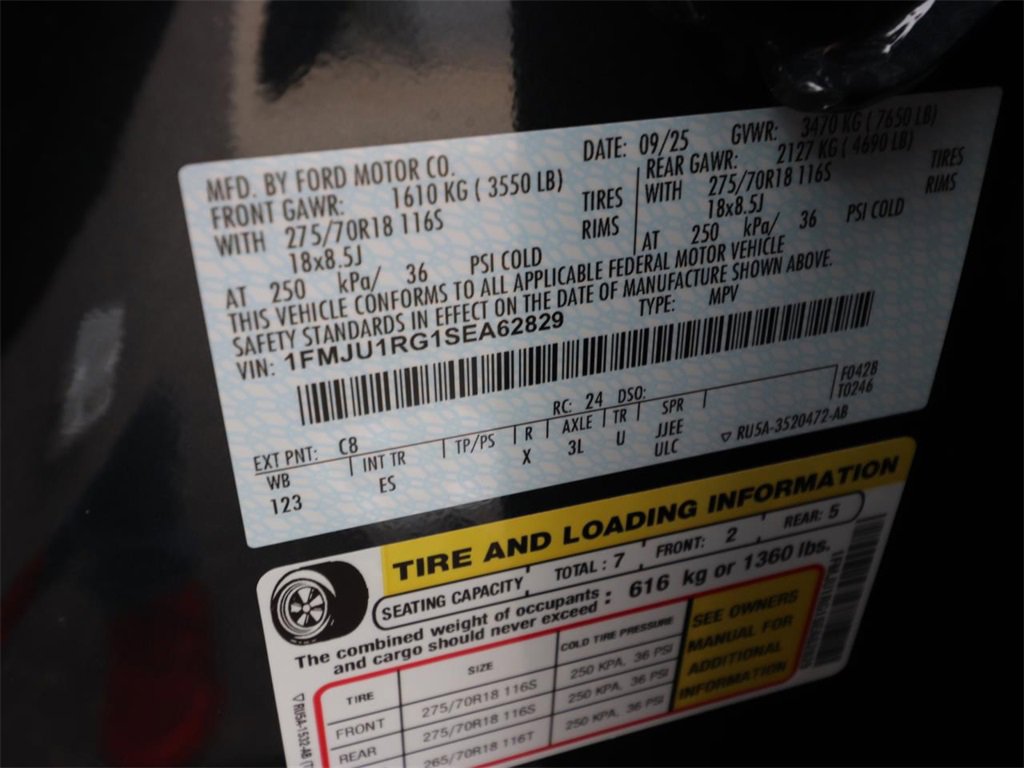 MFD. BY FORD MOTOR CO. DATE: 09/25 GVWR: 3470 KG ( 7650 LB)
FRONT GAWR: 1610 KG ( 3550 LB) REAR GAWR: 2127 KG ( 4690 LB)
WITH 275/70R18 116S TIRES WITH 275/70R18 116S TIRES
18x8.5J RIMS 18x8.5J RIMS
AT 250 kPa/ 36 PSI COLD AT 250 kPa/ 36 PSI COLD
THIS VEHICLE CONFORMS TO ALL APPLICABLE FEDERAL MOTOR VEHICLE
SAFETY STANDARDS IN EFFECT ON THE DATE OF MANUFACTURE SHOWN ABOVE.
VIN: 1FMJU1RG1SEA62829 TYPE: MPV
F042B
T0246
EXT PNT: C8 RC: 24 DSO:
WB INT TR TP/PS R AXLE TR SPR
123 ES X 3L U JJEE
ULC
RU5A-3520472-AB
TIRE AND LOADING INFORMATION
SEATING CAPACITY TOTAL : 7 FRONT: 2 REAR: 5
The combined weight of occupants and cargo should never exceed : 616 kg or 1360 lbs.
TIRE SIZE COLD TIRE PRESSURE
FRONT 275/70R18 116S 250 KPA, 36 PSI
REAR 275/70R18 116S 250 KPA, 36 PSI
265/70R18 116T 250 KPA, 36 PSI
SEE OWNERS
MANUAL FOR
ADDITIONAL
INFORMATION